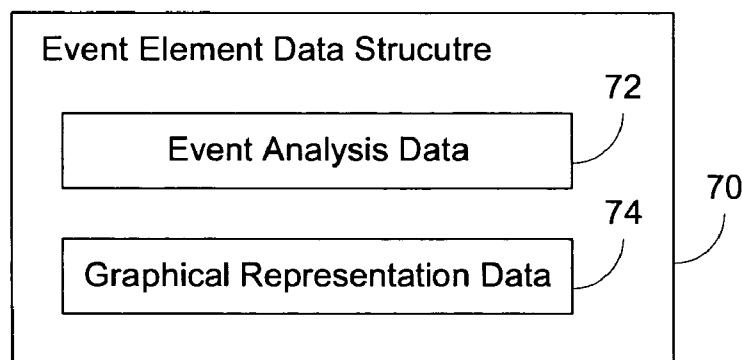 Event Element Data Strucutre
72
Event Analysis Data
70
74
Graphical Representation Data